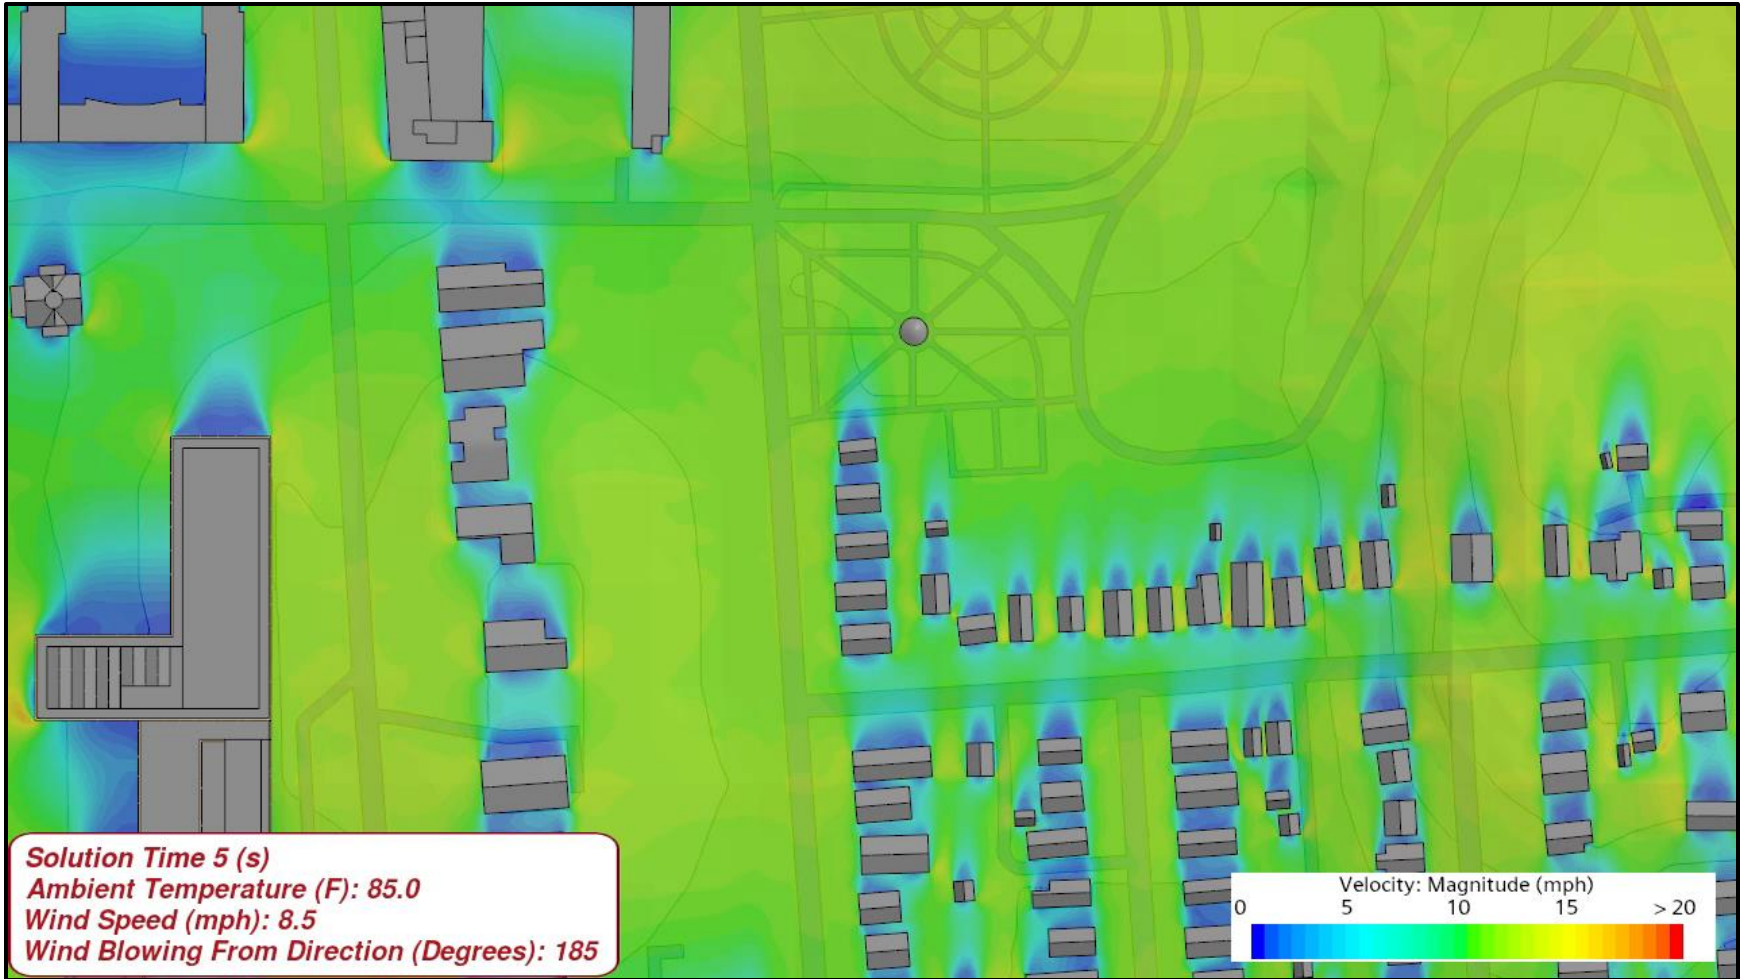 Solution Time 5 (s)
Ambient Temperature (F): 85.0
Wind Speed (mph): 8.5
Wind Blowing From Direction (Degrees): 185
Velocity: Magnitude (mph)
0 5 10 15 > 20